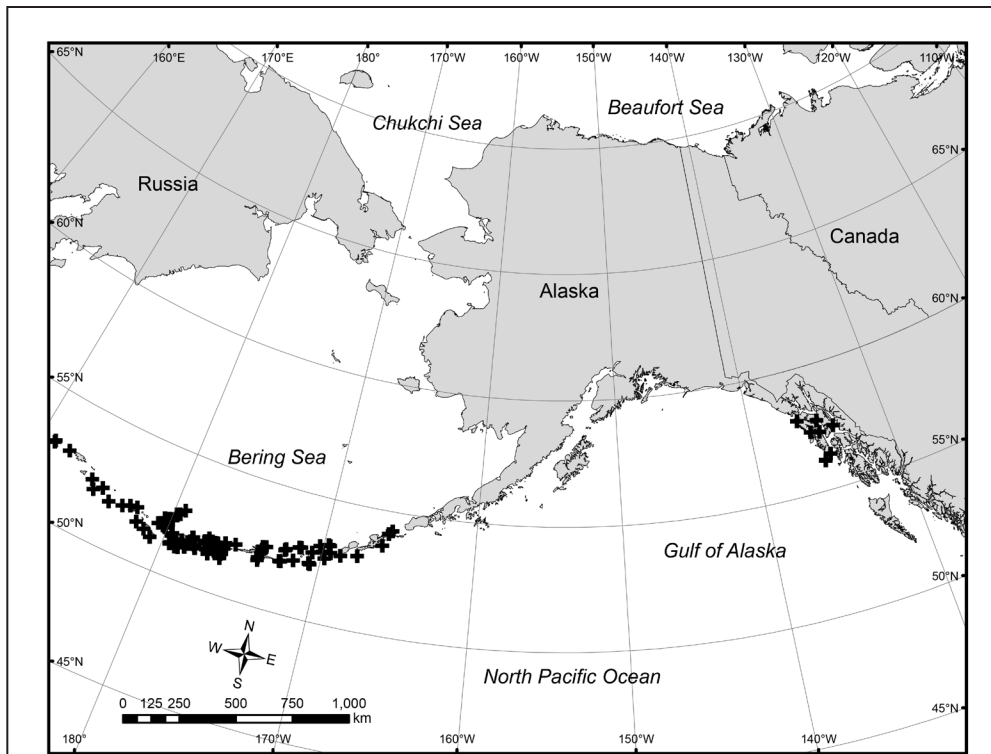 160°E 170°E 180° 170°W 160°W 150°W 140°W 130°W 120°W 110°W
65°N
Chukchi Sea
Beaufort Sea
65°N
Russia
60°N
Canada
Alaska
60°N
55°N
55°N
Bering Sea
50°N
Gulf of Alaska
50°N
N
W
E
S
45°N
North Pacific Ocean
0 125 250 500 750 1,000
km
45°N
180° 170°W 160°W 150°W 140°W